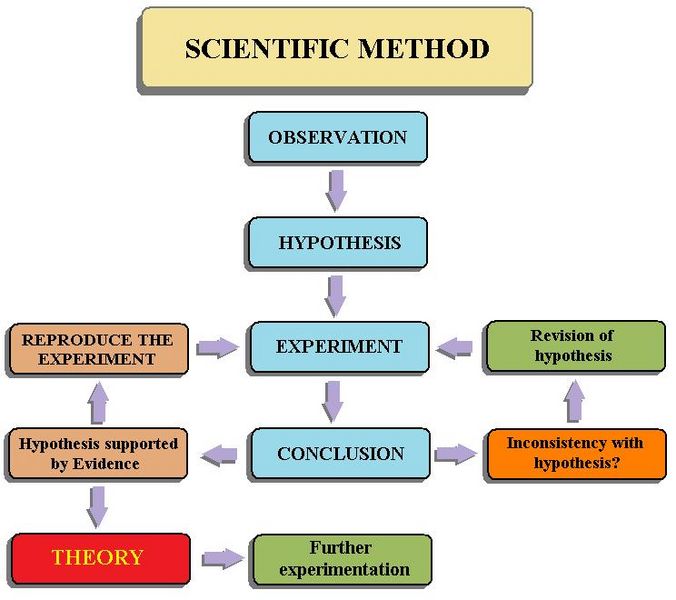 SCIENTIFIC METHOD
OBSERVATION
HYPOTHESIS
REPRODUCE THE
EXPERIMENT
EXPERIMENT
Revision of
hypothesis
Hypothesis supported
by Evidence
CONCLUSION
Inconsistency with
hypothesis?
THEORY
Further
experimentation